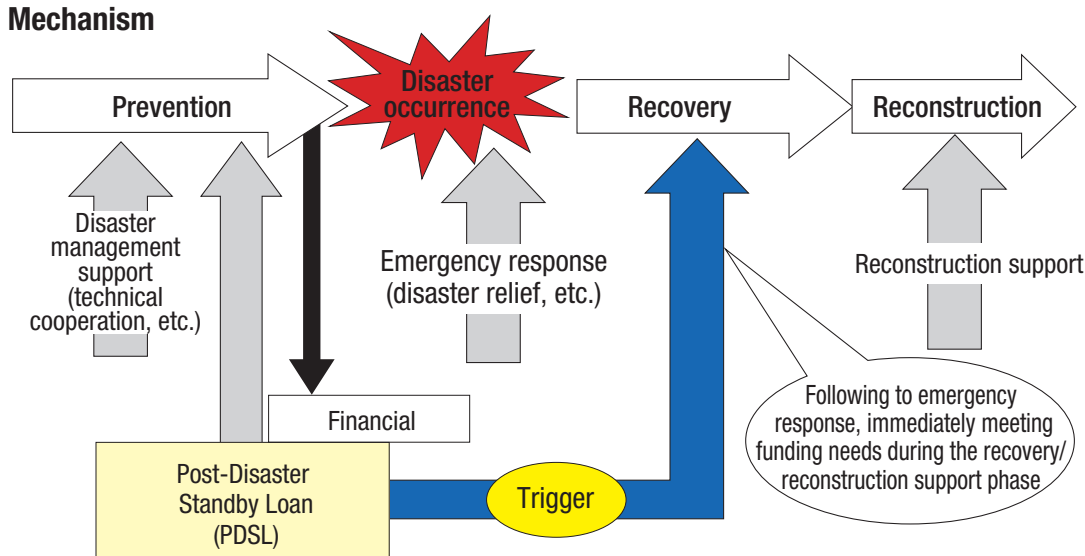 Mechanism
Prevention
Disaster
occurrence
Recovery
Reconstruction
Disaster
management
support
(technical
cooperation, etc.)
Emergency response
(disaster relief, etc.)
Reconstruction support
Financial
Following to emergency
response, immediately meeting
funding needs during the recovery/
reconstruction support phase
Post-Disaster
Standby Loan
(PDSL)
Trigger